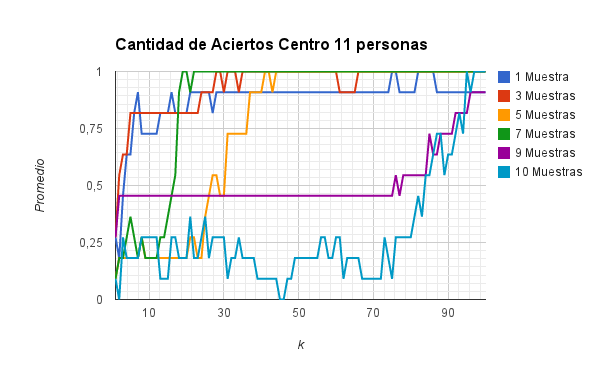 Cantidad de Aciertos Centro 11 personas
Promedio
1
0,75
0,5
0,25
0
10
30
50
70
90
k
1 Muestra
3 Muestras
5 Muestras
7 Muestras
9 Muestras
10 Muestras